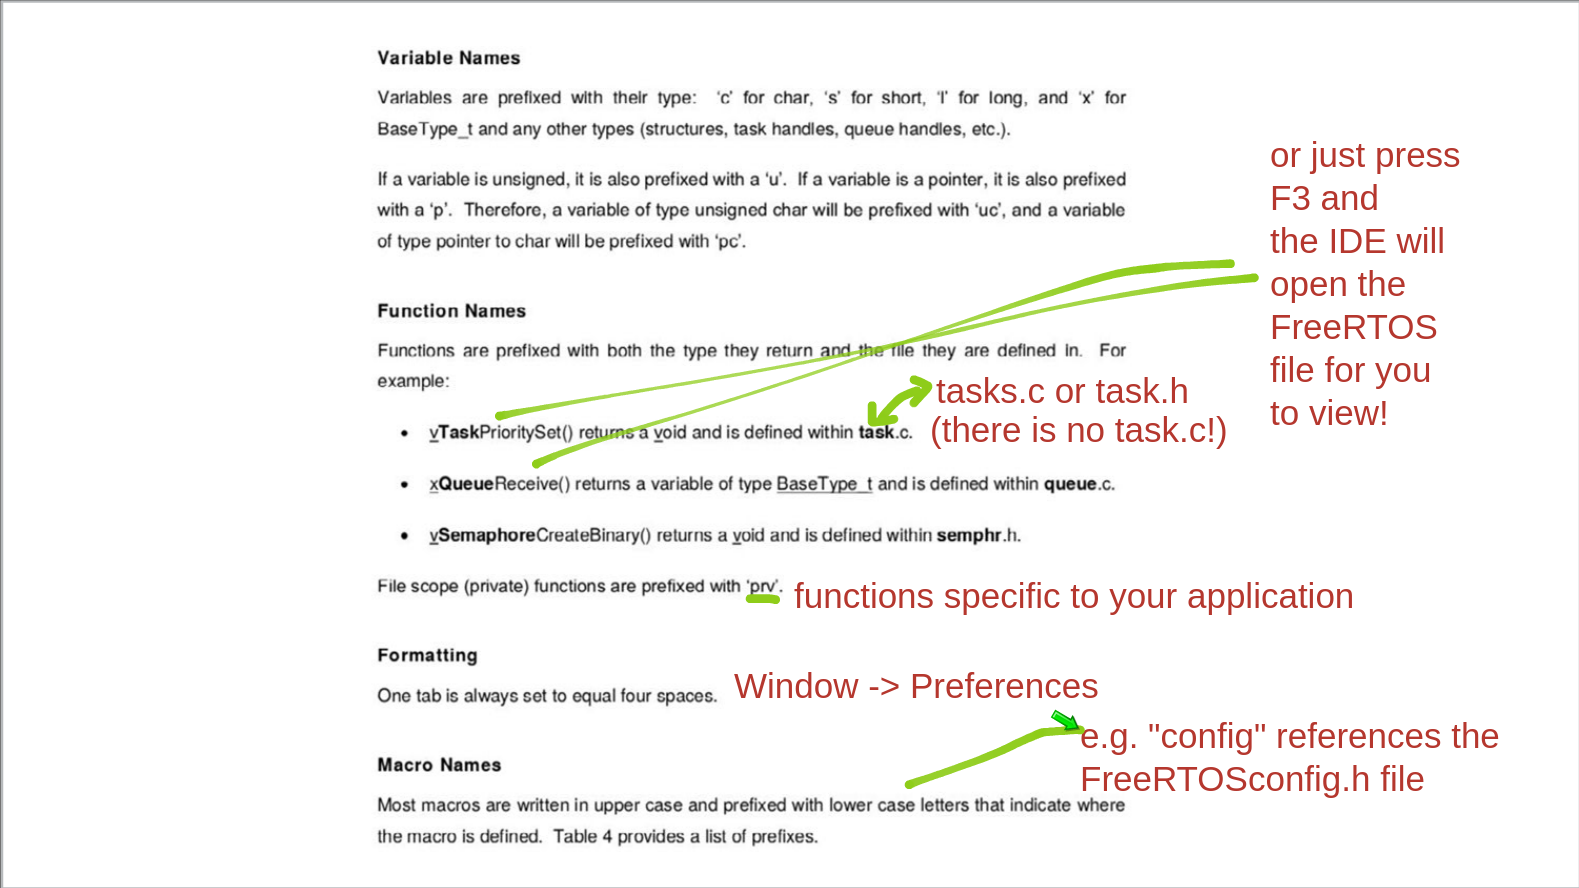 Variable Names
Variables are prefixed with their type: ‘c’ for char, ‘s’ for short, ‘l’ for long, and ‘x’ for
BaseType_t and any other types (structures, task handles, queue handles, etc.).
If a variable is unsigned, it is also prefixed with a ‘u’. If a variable is a pointer, it is also prefixed
with a ‘p’. Therefore, a variable of type unsigned char will be prefixed with ‘uc’, and a variable
of type pointer to char will be prefixed with ‘pc’.
or just press
F3 and
the IDE will
open the
FreeRTOS
file for you
to view!
Function Names
Functions are prefixed with both the type they return and the file they are defined in. For
example:
tasks.c or task.h
(there is no task.c!)
• vTaskPrioritySet() returns a void and is defined within task.c.
• xQueueReceive() returns a variable of type BaseType_t and is defined within queue.c.
• vSemaphoreCreateBinary() returns a void and is defined within semphr.h.
File scope (private) functions are prefixed with ‘prv’.
functions specific to your application
Formatting
One tab is always set to equal four spaces.
Window -> Preferences
e.g. "config" references the
FreeRTOSconfig.h file
Macro Names
Most macros are written in upper case and prefixed with lower case letters that indicate where
the macro is defined. Table 4 provides a list of prefixes.